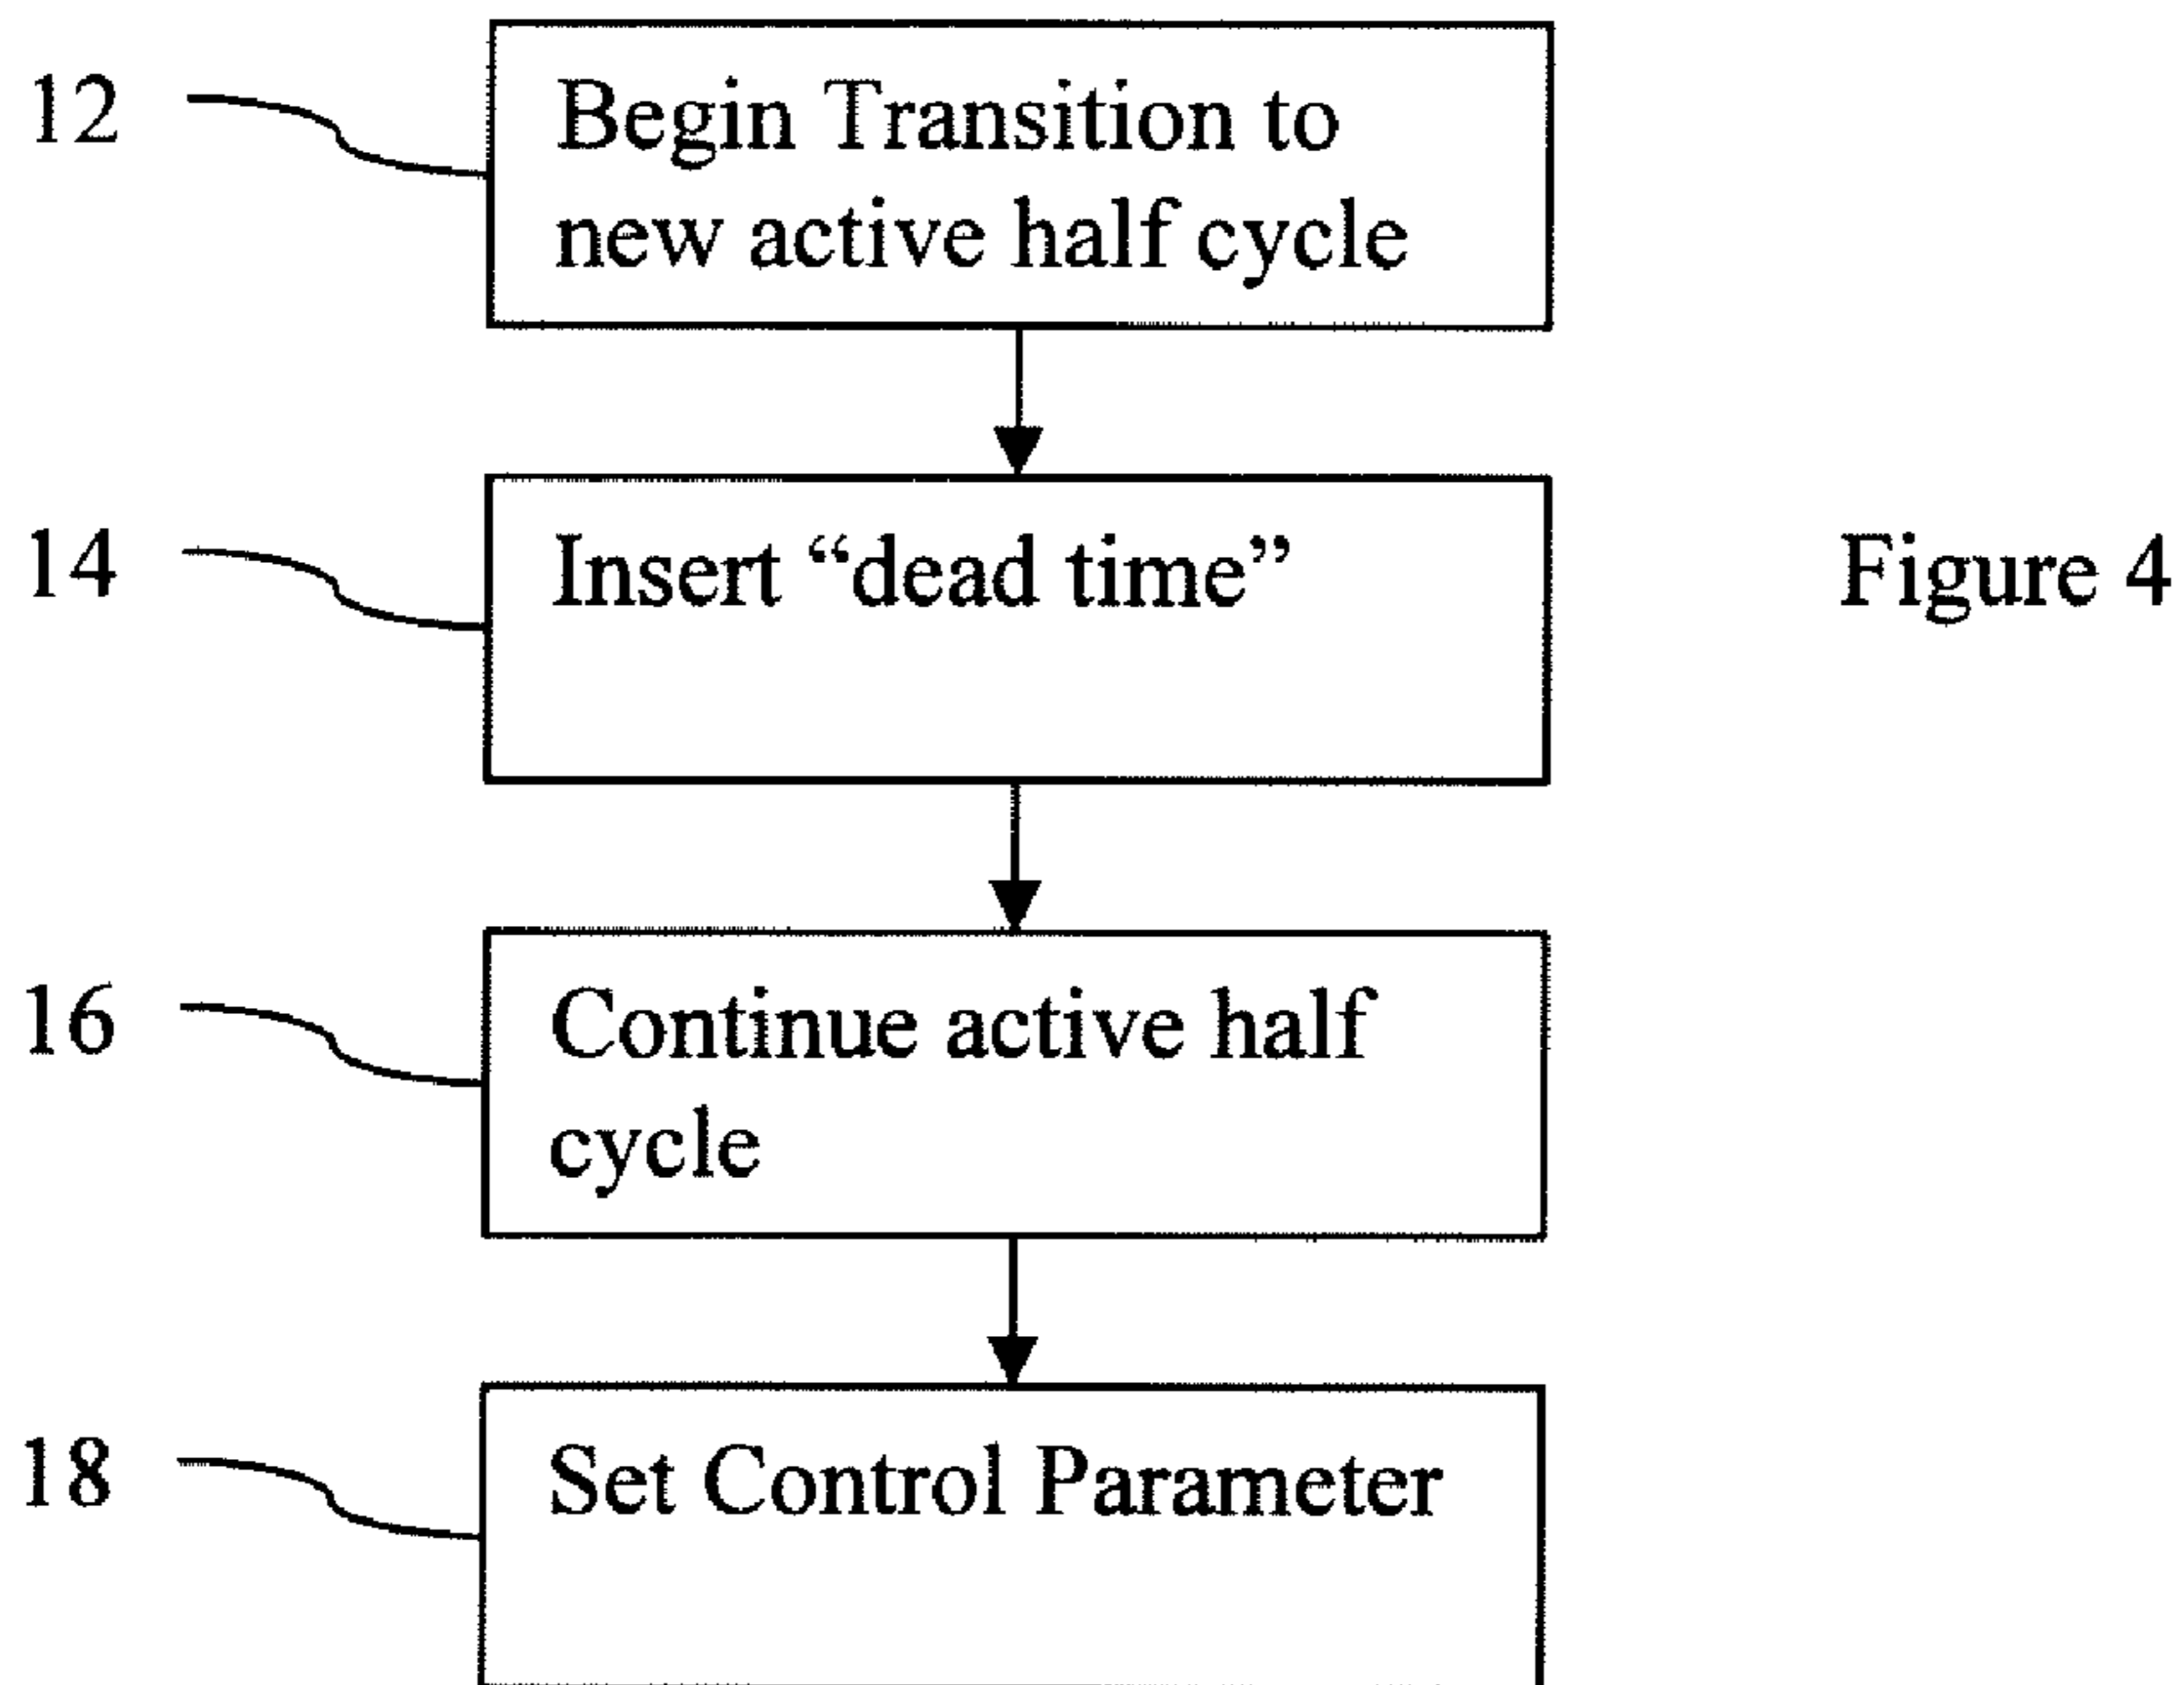 12
Begin Transition to
new active half cycle
14
Insert “dead time”
Figure 4
16
Continue active half
cycle
18
Set Control Parameter